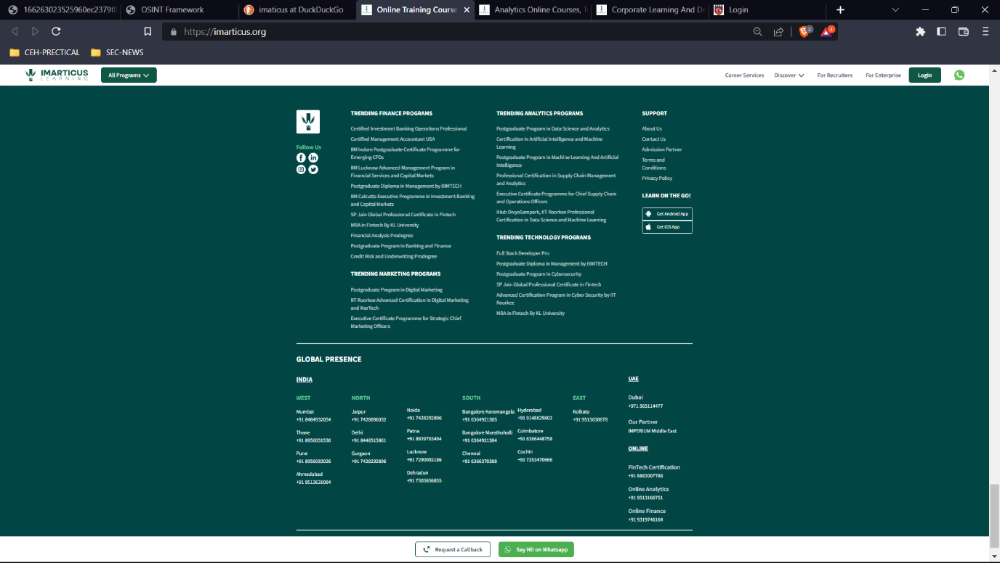 166263023525960ec2379f8
OSINT Framework
imaticus at DuckDuckGo
Online Training Course
Analytics Online Courses, T
Corporate Learning And De
Login
https://imarticus.org
2
4
CEH-PRECTICAL
SEC-NEWS
IMARTICUS
LEARNING
All Programs
Career Services
Discover
For Recruiters
For Enterprise
Login
Follow Us
TRENDING FINANCE PROGRAMS
Certified Investment Banking Operations Professional
Certified Management Accountant USA
IIM Indore Postgraduate Certificate Programme for
Emerging CFOs
IIM Lucknow Advanced Management Program in
Financial Services and Capital Markets
Postgraduate Diploma in Management by BIMTECH
IIM Calcutta Executive Programme in Investment Banking
and Capital Markets
SP Jain Global Professional Certificate in Fintech
MBA in Fintech By KL University
Financial Analysis Prodegree
Postgraduate Program in Banking and Finance
Credit Risk and Underwriting Prodegree
TRENDING MARKETING PROGRAMS
Postgraduate Program in Digital Marketing
IIT Roorkee Advanced Certification in Digital Marketing
and MarTech
Executive Certificate Programme for Strategic Chief
Marketing Officers
TRENDING ANALYTICS PROGRAMS
Postgraduate Program in Data Science and Analytics
Certification in Artificial Intelligence and Machine
Learning
Postgraduate Program in Machine Learning And Artificial
Intelligence
Professional Certification in Supply Chain Management
and Analytics
Executive Certificate Programme for Chief Supply Chain
and Operations Officers
iHub DivyaSampark, IIT Roorkee Professional
Certification in Data Science and Machine Learning
TRENDING TECHNOLOGY PROGRAMS
Full Stack Developer Pro
Postgraduate Diploma in Management by BIMTECH
Postgraduate Program in Cybersecurity
SP Jain Global Professional Certificate in Fintech
Advanced Certification Program in Cyber Security by IIT
Roorkee
MBA in Fintech By KL University
SUPPORT
About Us
Contact Us
Admission Partner
Terms and
Conditions
Privacy Policy
LEARN ON THE GO!
Get Android App
Get iOS App
GLOBAL PRESENCE
INDIA
WEST
Mumbai
+91 8484932054
Thane
+91 8956051536
Pune
+91 8956083026
Ahmedabad
+91 9513631084
NORTH
Jaipur
+91 7428096032
Delhi
+91 8448515861
Gurgaon
+91 7428292896
Noida
+91 7428292896
Patna
+91 8929763494
Lucknow
+91 7290092186
Dehradun
+91 7303656855
SOUTH
Bangalore Koramangala
+91 6364921385
Bangalore Marathahalli
+91 6364921384
Chennai
+91 6366370388
Hyderabad
+91 9148629802
Coimbatore
+91 6366448758
Cochin
+91 7353470666
EAST
Kolkata
+91 9513630678
UAE
Dubai
+971 565114477
Our Partner
IMPERIUM Middle East
ONLINE
FinTech Certification
+91 8882007788
Online Analytics
+91 9513166751
Online Finance
+91 9319746164
Request a Callback
Say Hi! on Whatsapp